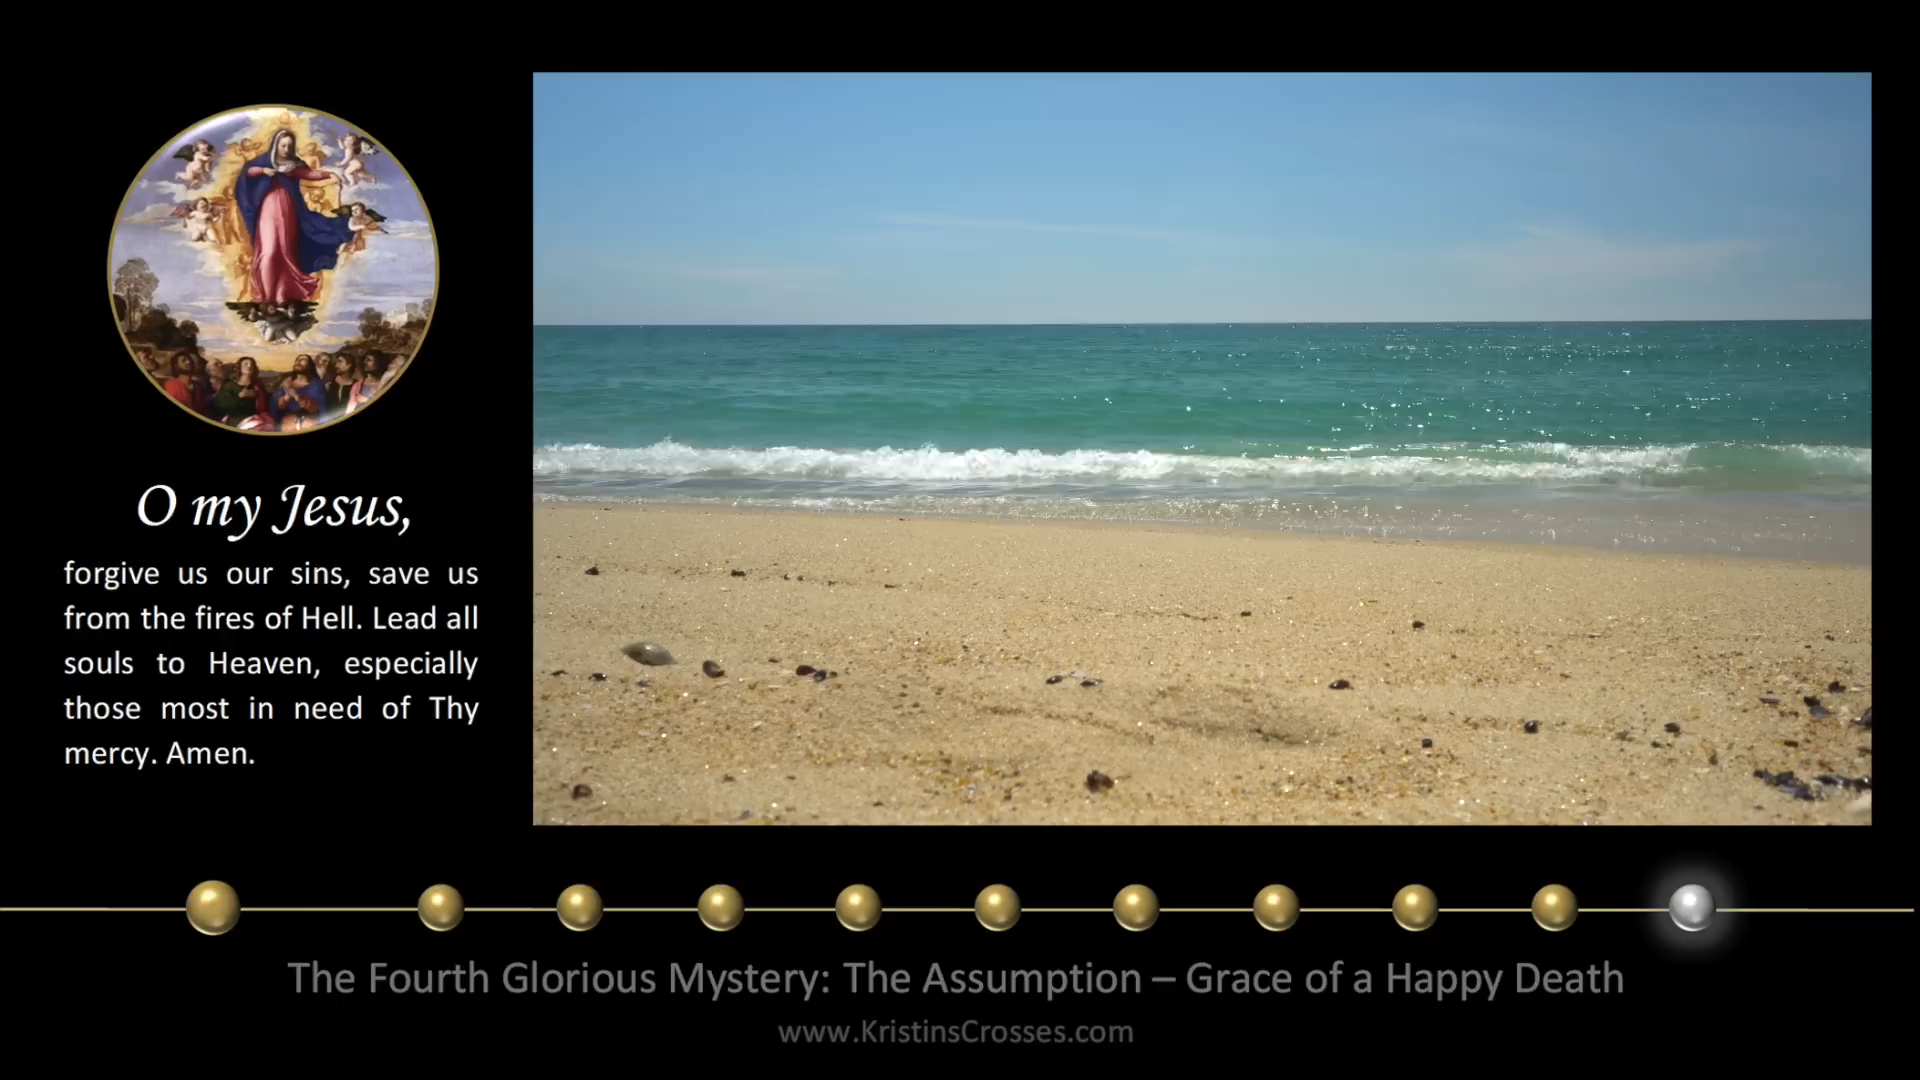 O my Jesus,
forgive us our sins, save us
from the fires of Hell. Lead all
souls to Heaven, especially
those most in need of Thy
mercy. Amen.
The Fourth Glorious Mystery: The Assumption – Grace of a Happy Death
www.KristinsCrosses.com